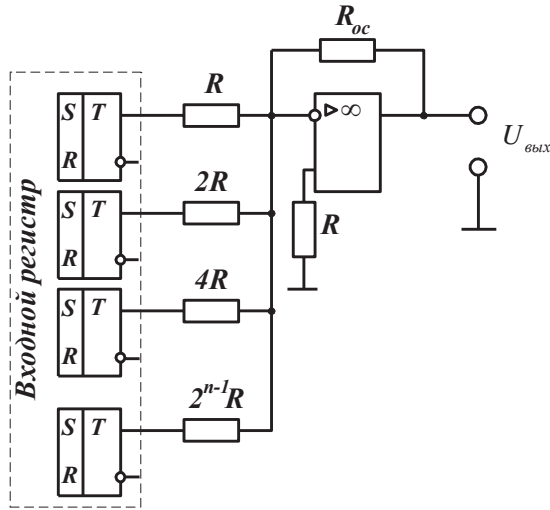 R_ос
R
S T
▷ ∞
R
U_вых
2R
S T
R
R
4R
S T
R
2^{n-1}R
S T
R
Входной регистр